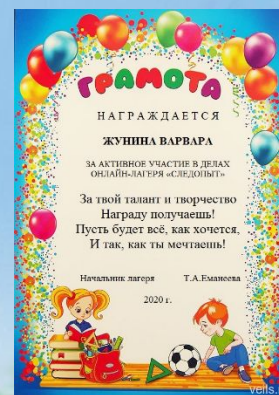 ГРАМОТА
НАГРАЖДАЕТСЯ
ЖУНИНА ВАРВАРА
ЗА АКТИВНОЕ УЧАСТИЕ В ДЕЛАХ
ОНЛАЙН-ЛАГЕРЯ «СЛЕДОПЫТ»
За твой талант и творчество
Награду получаешь!
Пусть будет всё, как хочется,
И так, как ты мечтаешь!
Начальник лагеря Т.А.Еманеева
2020 г.